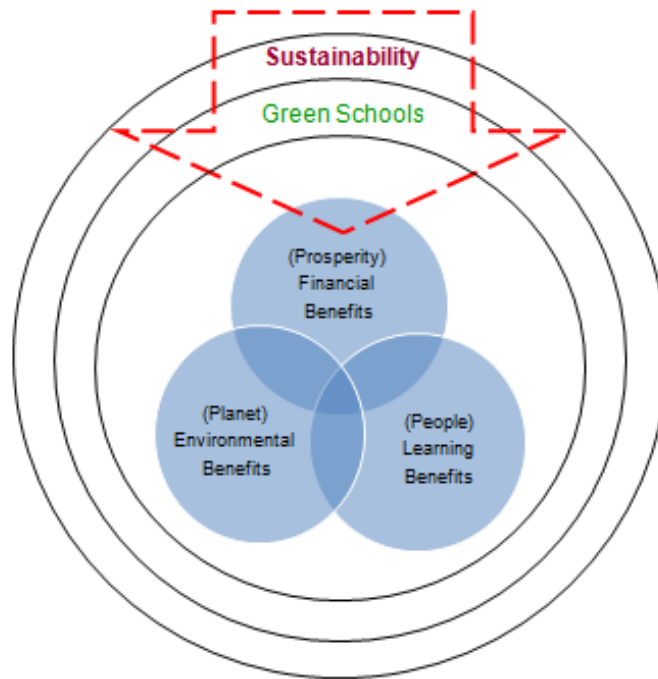 Sustainability
Green Schools
(Prosperity)
Financial
Benefits
(Planet)
Environmental
Benefits
(People)
Learning
Benefits